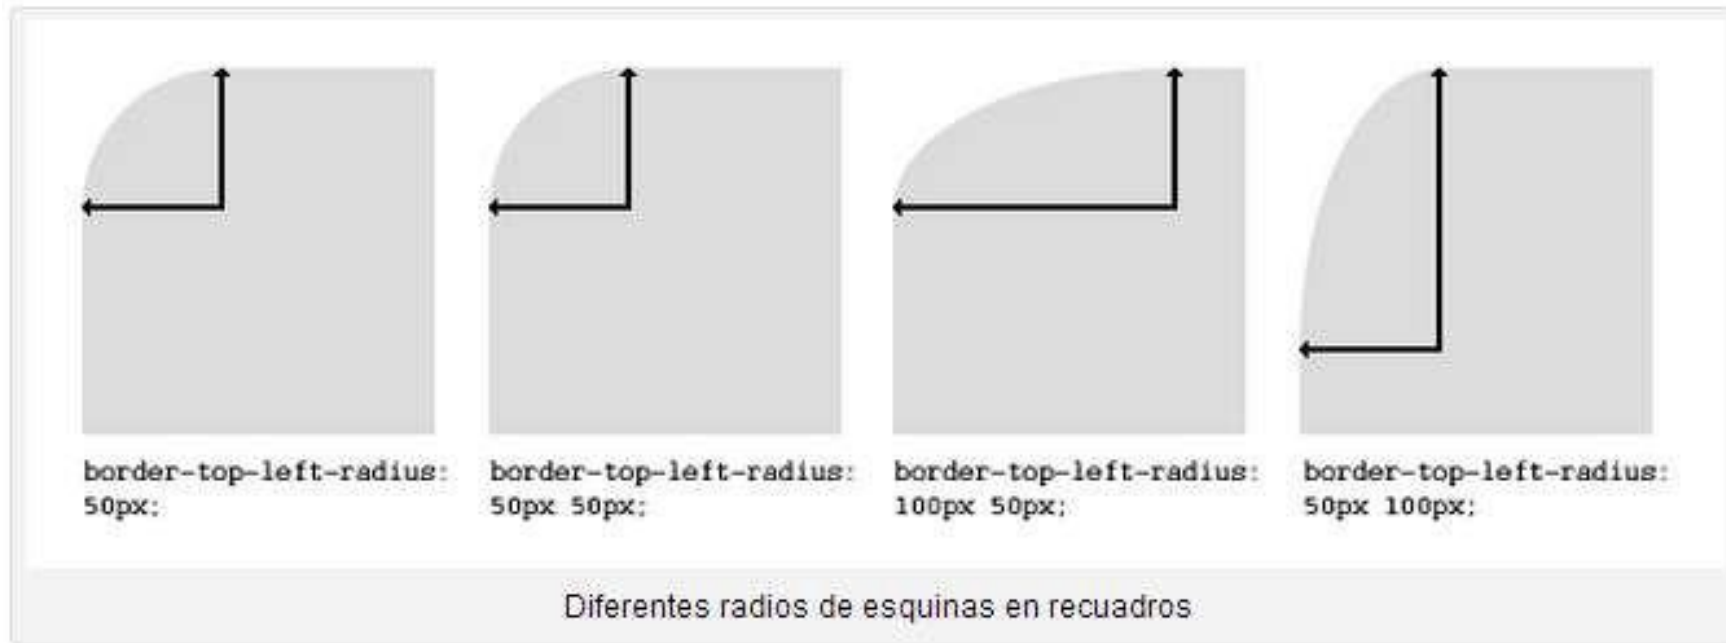 border-top-left-radius:
50px;
border-top-left-radius:
50px 50px;
border-top-left-radius:
100px 50px;
border-top-left-radius:
50px 100px;
Diferentes radios de esquinas en recuadros